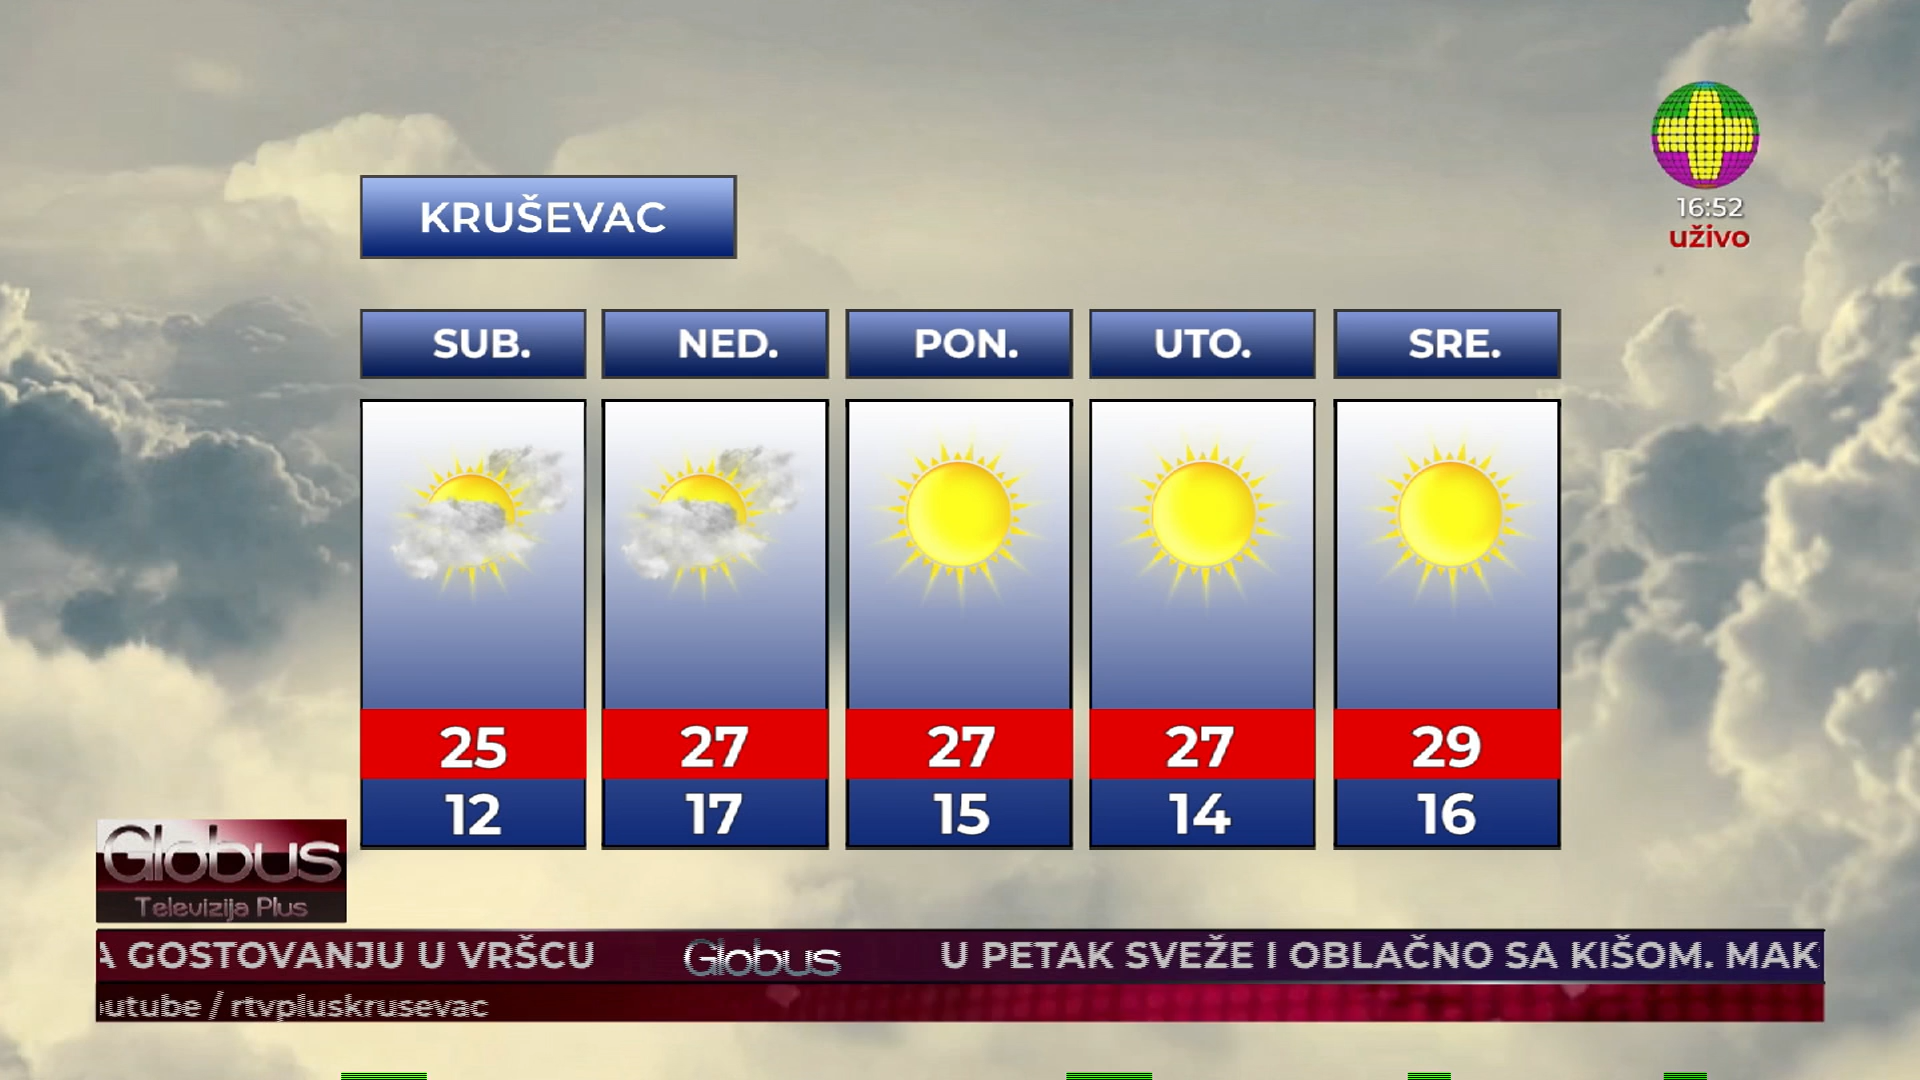 16:52
uživo
KRUŠEVAC
SUB. NED. PON. UTO. SRE.
25 27 27 27 29
12 17 15 14 16
Globus
Televizija Plus
A GOSTOVANJU U VRŠCU Globus U PETAK SVEŽE I OBLAČNO SA KIŠOM. MAK
outube / rtvpluskrusevac